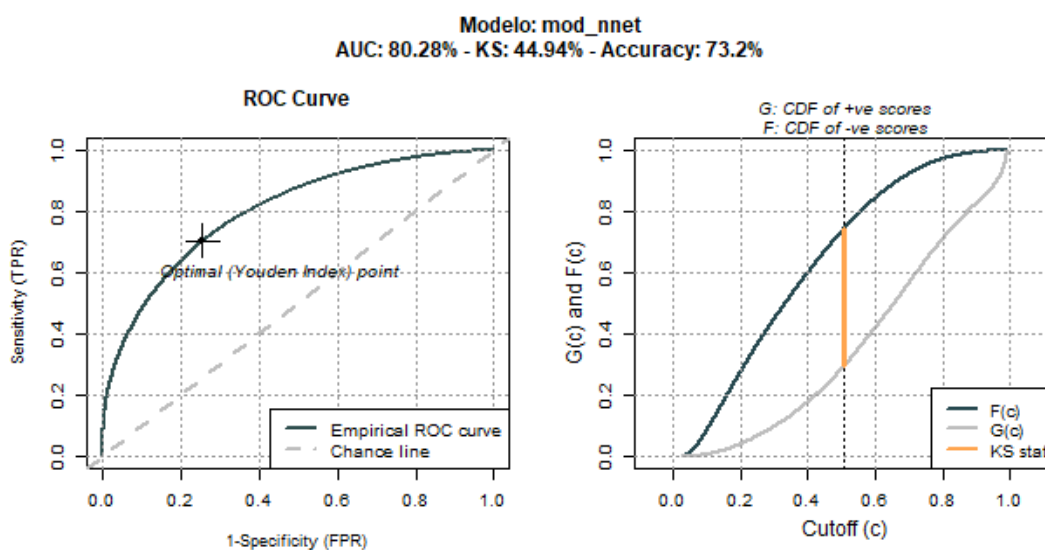 Modelo: mod_nnet
AUC: 80.28% - KS: 44.94% - Accuracy: 73.2%
ROC Curve
Sensitivity (TPR)
1.0
0.8
0.6
0.4
0.2
0.0
Optimal (Youden Index) point
Empirical ROC curve
Chance line
0.0 0.2 0.4 0.6 0.8 1.0
1-Specificity (FPR)
G: CDF of +ve scores
F: CDF of -ve scores
G(c) and F(c)
1.0
0.8
0.6
0.4
0.2
0.0
F(c)
G(c)
KS stat
0.0 0.2 0.4 0.6 0.8 1.0
Cutoff (c)